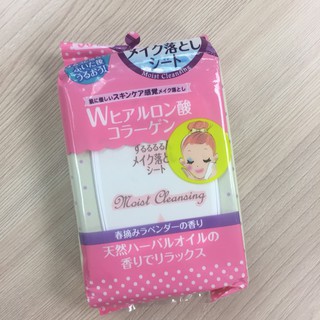 メイク落とし
シート
Moist Cleansing
ふいた後
うるおう!
肌に優しいスキンケア感覚メイク落とし
Wヒアルロン酸
コラーゲン
するるるる
メイク落と
シート
Moist Cleansing
春摘みラベンダーの香り
天然ハーバルオイルの
香りでリラックス